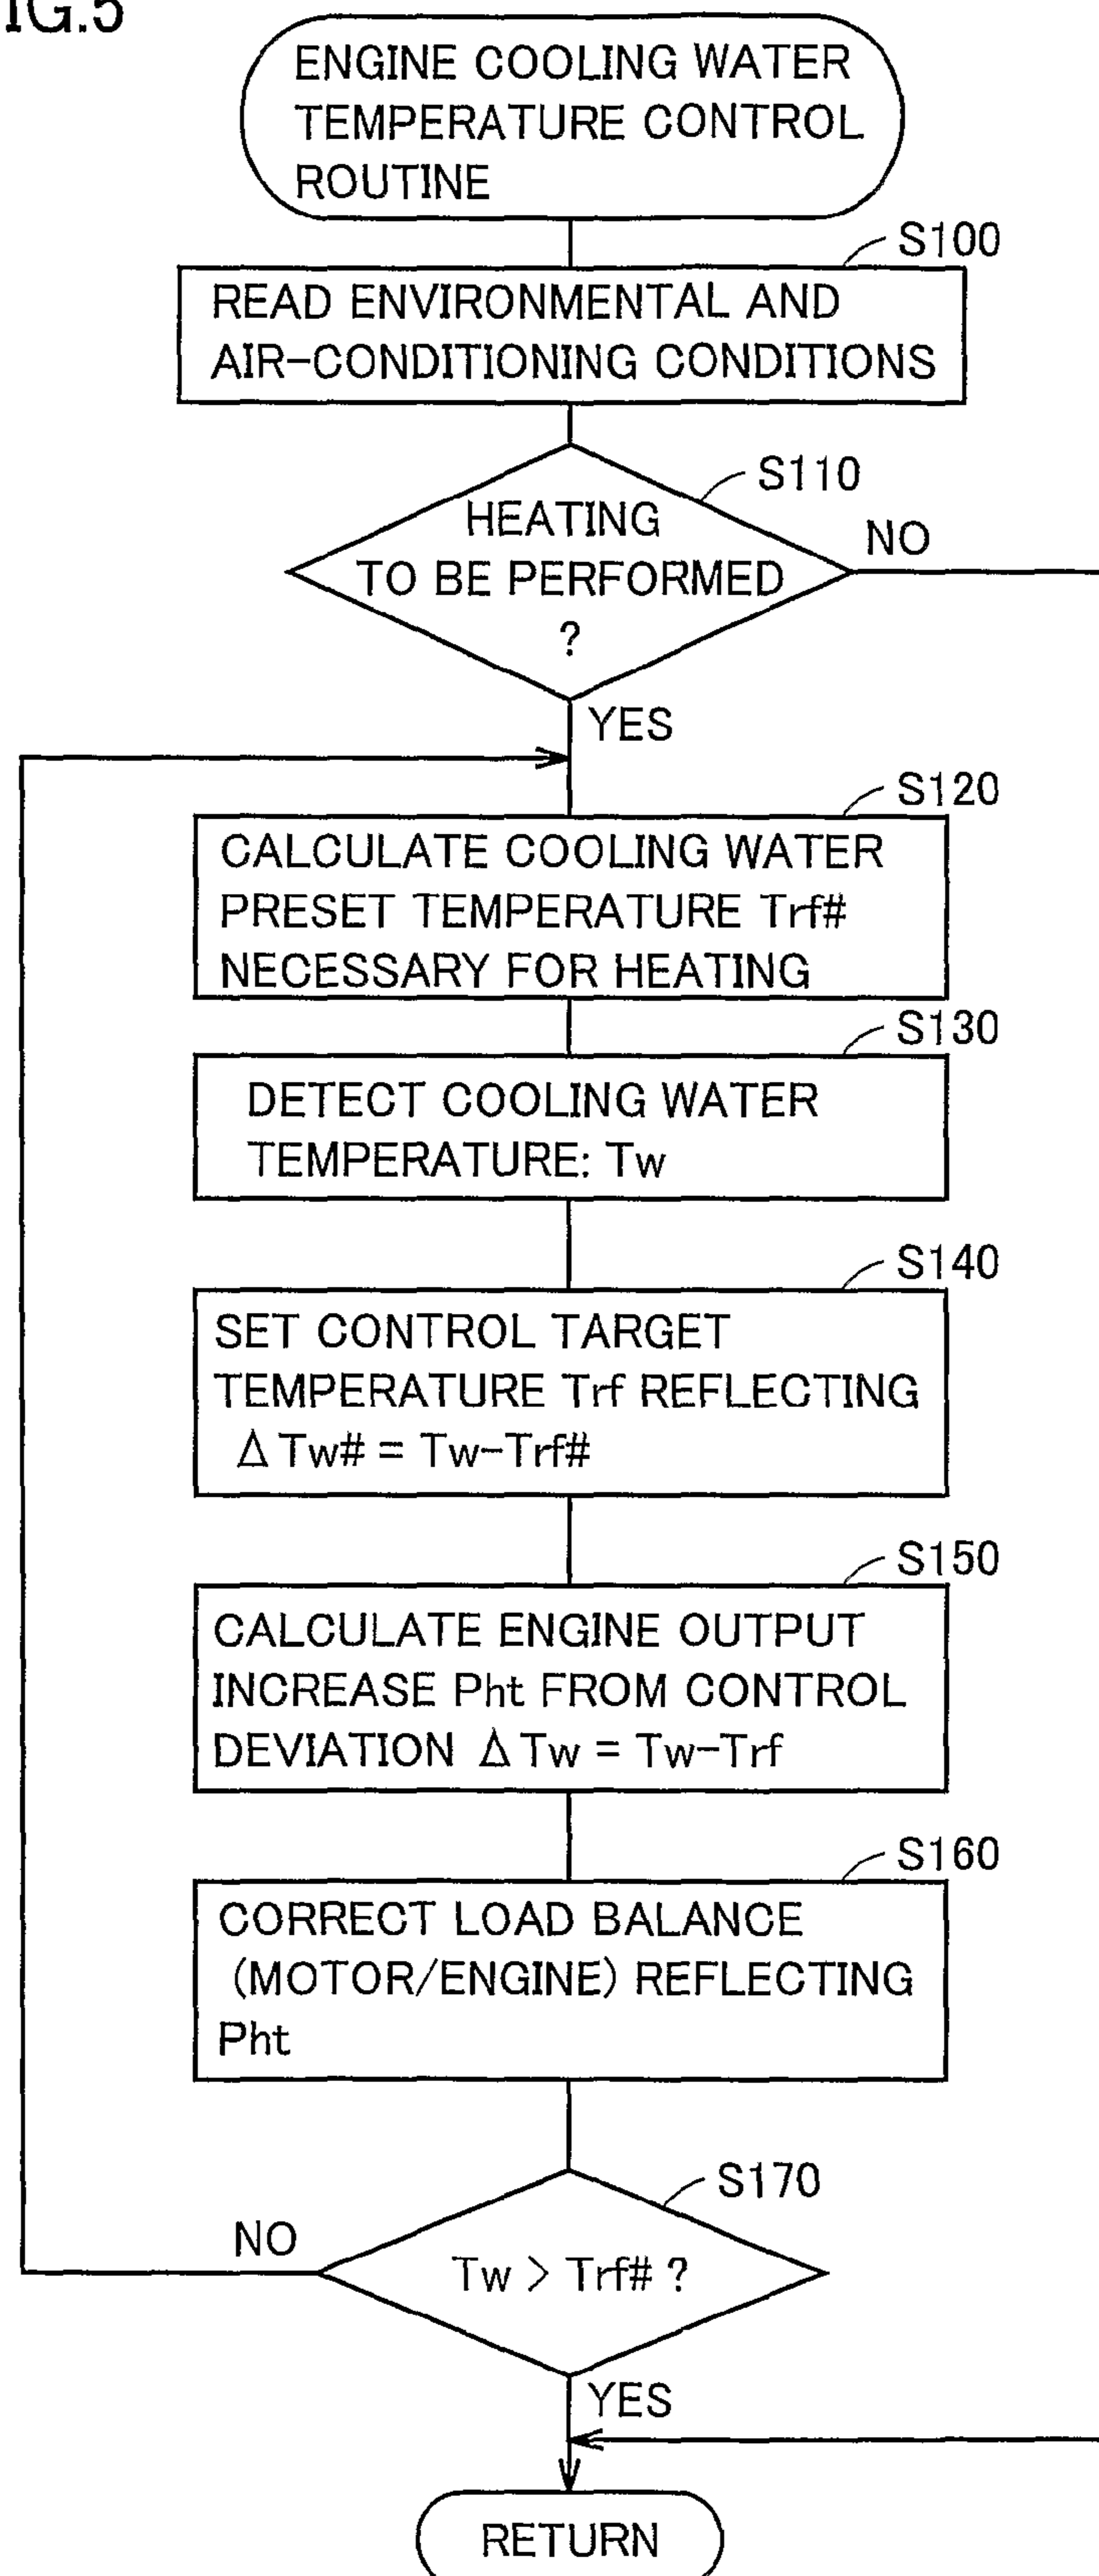 FIG.5
ENGINE COOLING WATER
TEMPERATURE CONTROL
ROUTINE
S100
READ ENVIRONMENTAL AND
AIR-CONDITIONING CONDITIONS
S110
HEATING
TO BE PERFORMED
?
NO
YES
S120
CALCULATE COOLING WATER
PRESET TEMPERATURE Trf#
NECESSARY FOR HEATING
S130
DETECT COOLING WATER
TEMPERATURE: Tw
S140
SET CONTROL TARGET
TEMPERATURE Trf REFLECTING
Δ Tw# = Tw-Trf#
S150
CALCULATE ENGINE OUTPUT
INCREASE Pht FROM CONTROL
DEVIATION Δ Tw = Tw-Trf
S160
CORRECT LOAD BALANCE
(MOTOR/ENGINE) REFLECTING
Pht
S170
NO
Tw > Trf# ?
YES
RETURN